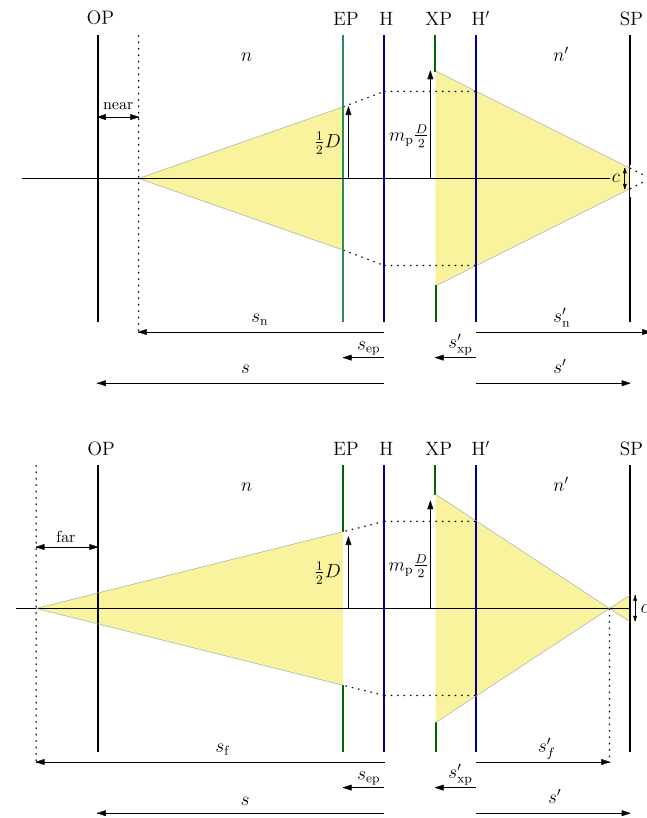 OP EP H XP H′ SP
n n′
near
½D m_p D/2 c
s_n s′_n
s_ep s′_xp
s s′
OP EP H XP H′ SP
n n′
far
½D m_p D/2 c
s_f s′_f
s_ep s′_xp
s s′